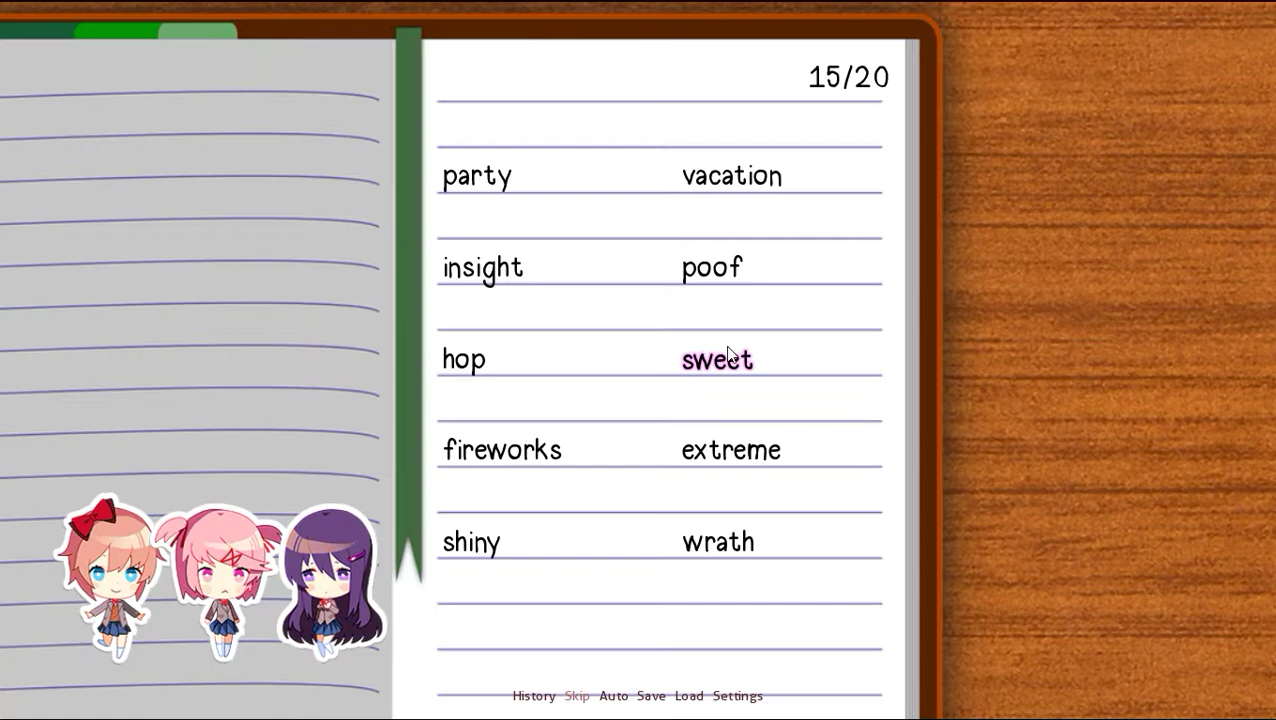 15/20
party vacation
insight poof
hop sweet
fireworks extreme
shiny wrath
History Skip Auto Save Load Settings